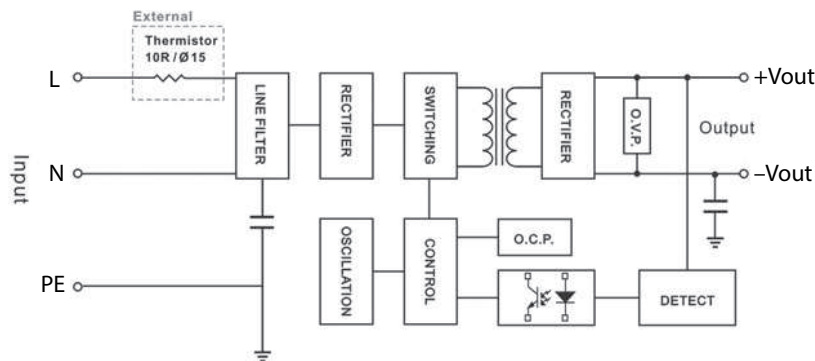 External
Thermistor
10R/Ø15
L
N
PE
Input
LINE FILTER
RECTIFIER
SWITCHING
RECTIFIER
O.V.P.
+Vout
Output
–Vout
OSCILLATION
CONTROL
O.C.P.
DETECT